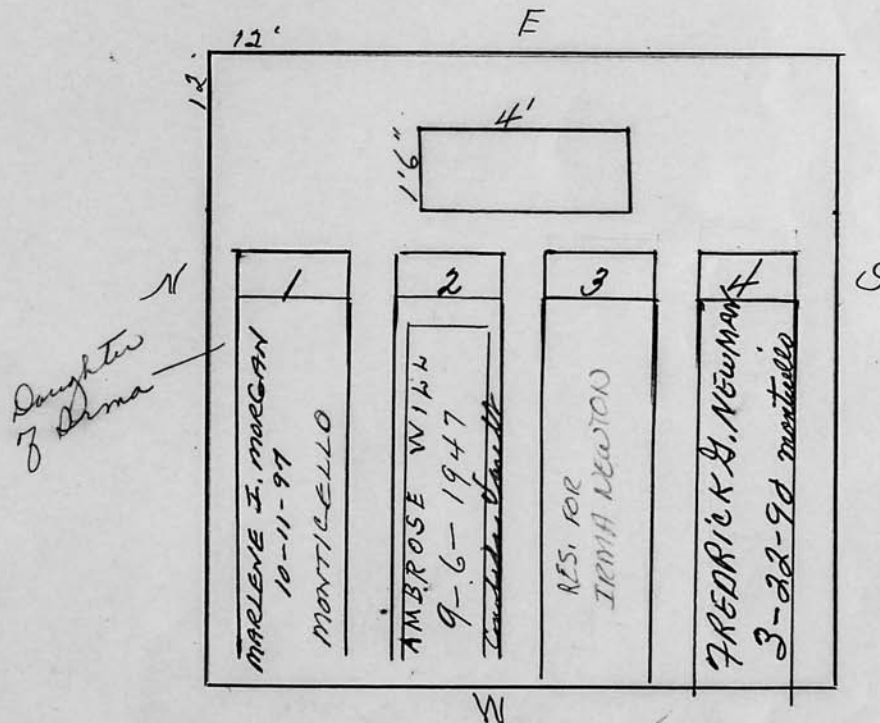 E
12'
12'
4'
1'6"
N
S
1
2
3
4
Daughter
of Irma
MARLENE I. MORGAN
10-11-97
MONTICELLO
AMBROSE WILL
9-6-1947
RES. FOR
IRMA NEWTON
FREDRICK G. NEWMAN
3-22-90 monticello
W